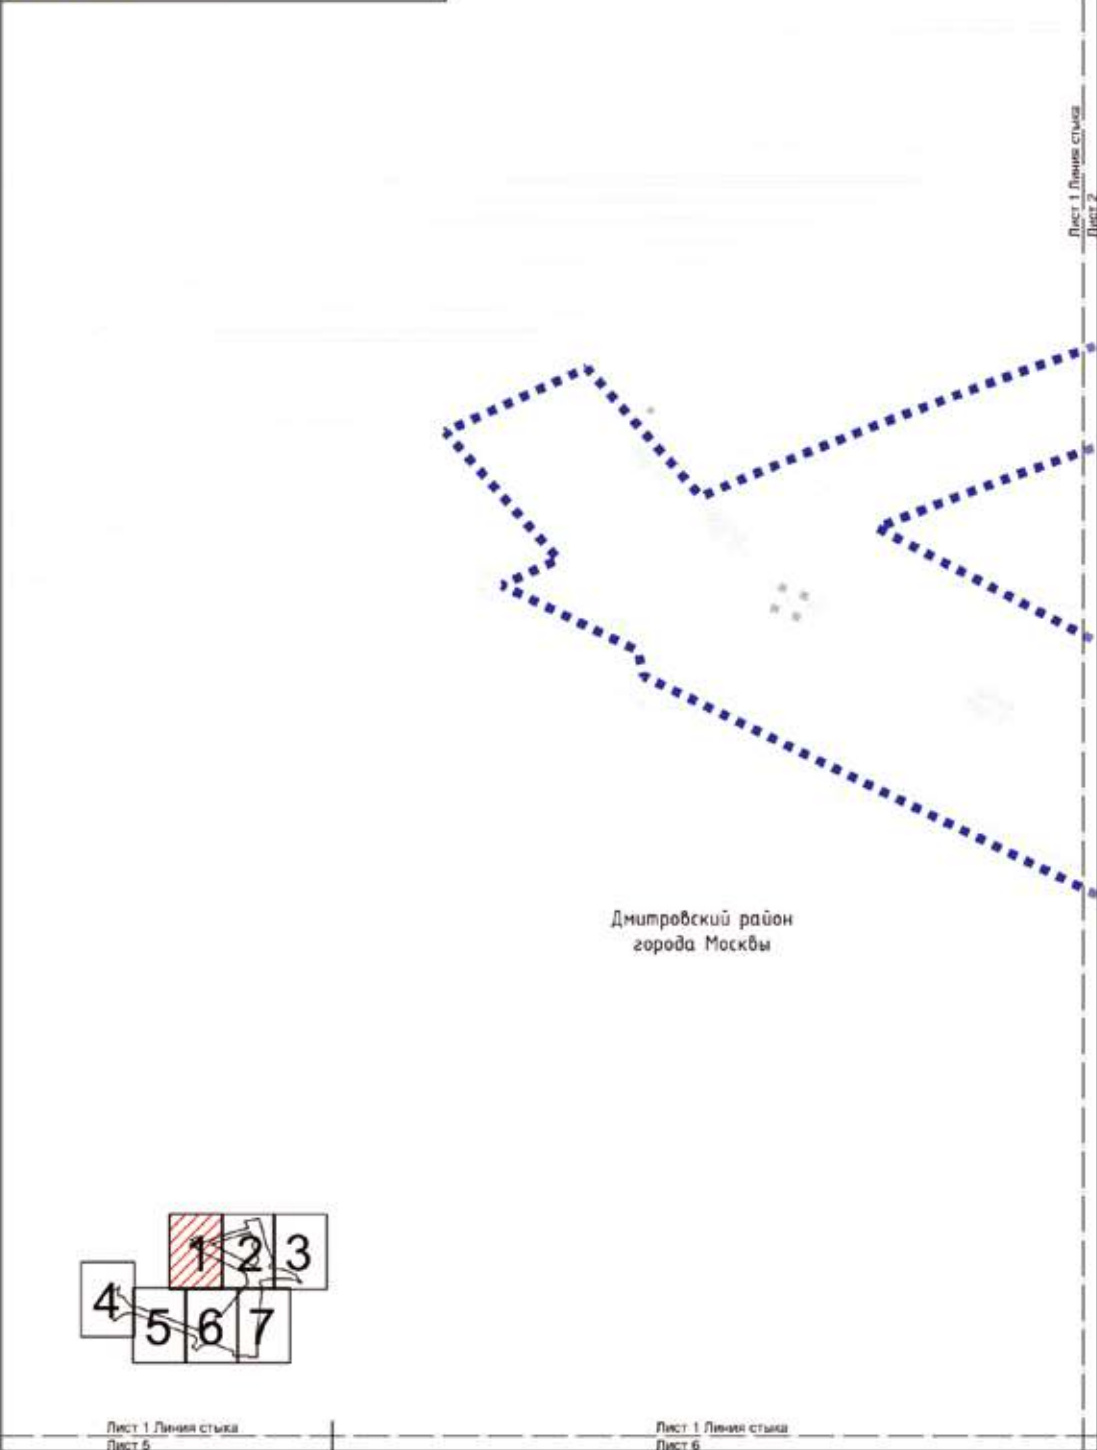 Лист 1 Линия стыка
Лист 2
Дмитровский район
города Москвы
1 2 3
4
5 6 7
Лист 1 Линия стыка
Лист 5
Лист 1 Линия стыка
Лист 6